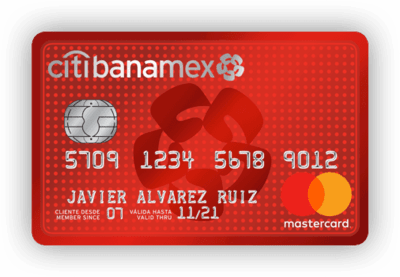 citibanamex
5709 1234 5678 9012
JAVIER ALVAREZ RUIZ
CLIENTE DESDE 07 VÁLIDA HASTA 11/21
MEMBER SINCE VALID THRU
mastercard